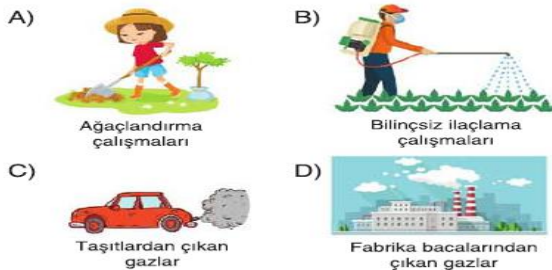 A)
Ağaçlandırma
çalışmaları
B)
Bilinçsiz ilaçlama
çalışmaları
C)
Taşıtlardan çıkan
gazlar
D)
Fabrika bacalarından
çıkan gazlar